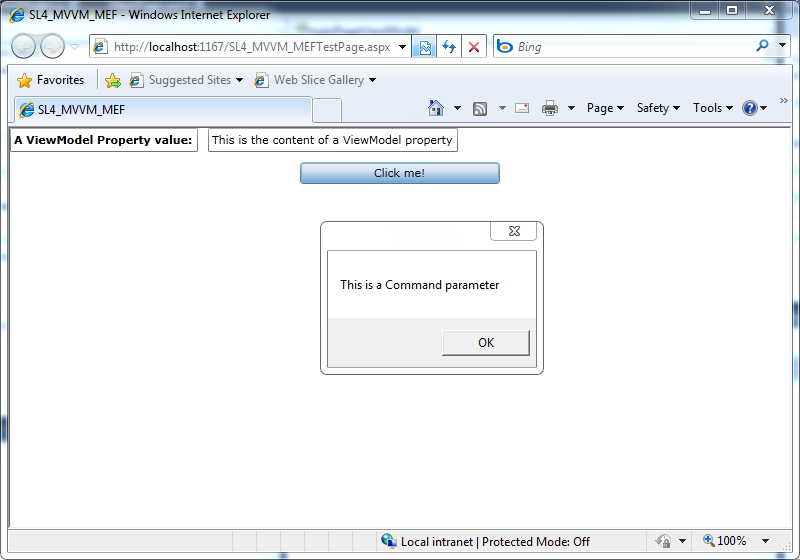 SL4_MVVM_MEF - Windows Internet Explorer
http://localhost:1167/SL4_MVVM_MEFTestPage.aspx
Bing
Favorites
Suggested Sites
Web Slice Gallery
SL4_MVVM_MEF
Page
Safety
Tools
A ViewModel Property value:
This is the content of a ViewModel property
Click me!
This is a Command parameter
OK
Local intranet | Protected Mode: Off
100%